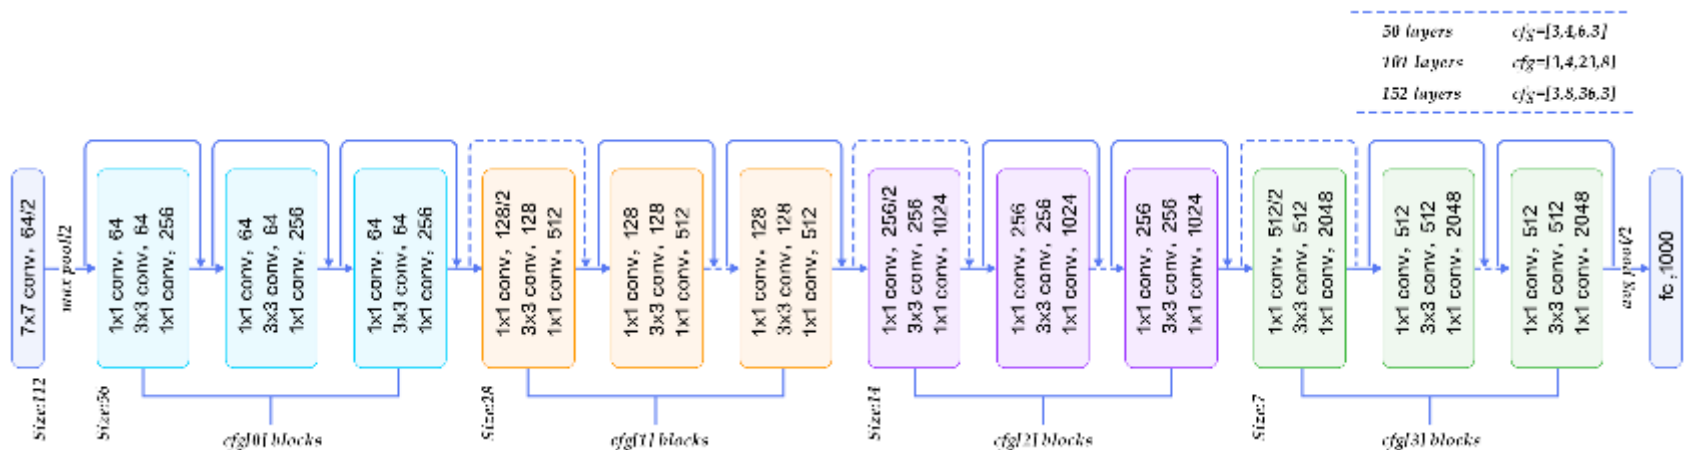 50 layers cfg=[3,4,6,3]
101 layers cfg=[3,4,23,8]
152 layers cfg=[3,8,36,3]
7x7 conv, 64/2
max pool/2
1x1 conv, 64
3x3 conv, 64
1x1 conv, 256
1x1 conv, 64
3x3 conv, 64
1x1 conv, 256
1x1 conv, 64
3x3 conv, 64
1x1 conv, 256
1x1 conv, 128/2
3x3 conv, 128
1x1 conv, 512
1x1 conv, 128
3x3 conv, 128
1x1 conv, 512
1x1 conv, 128
3x3 conv, 128
1x1 conv, 512
1x1 conv, 256/2
3x3 conv, 256
1x1 conv, 1024
1x1 conv, 256
3x3 conv, 256
1x1 conv, 1024
1x1 conv, 256
3x3 conv, 256
1x1 conv, 1024
1x1 conv, 512/2
3x3 conv, 512
1x1 conv, 2048
1x1 conv, 512
3x3 conv, 512
1x1 conv, 2048
1x1 conv, 512
3x3 conv, 512
1x1 conv, 2048
avg pool/2
fc ,1000
Size:112
Size:56
cfg[0] blocks
Size:28
cfg[1] blocks
Size:14
cfg[2] blocks
Size:7
cfg[3] blocks